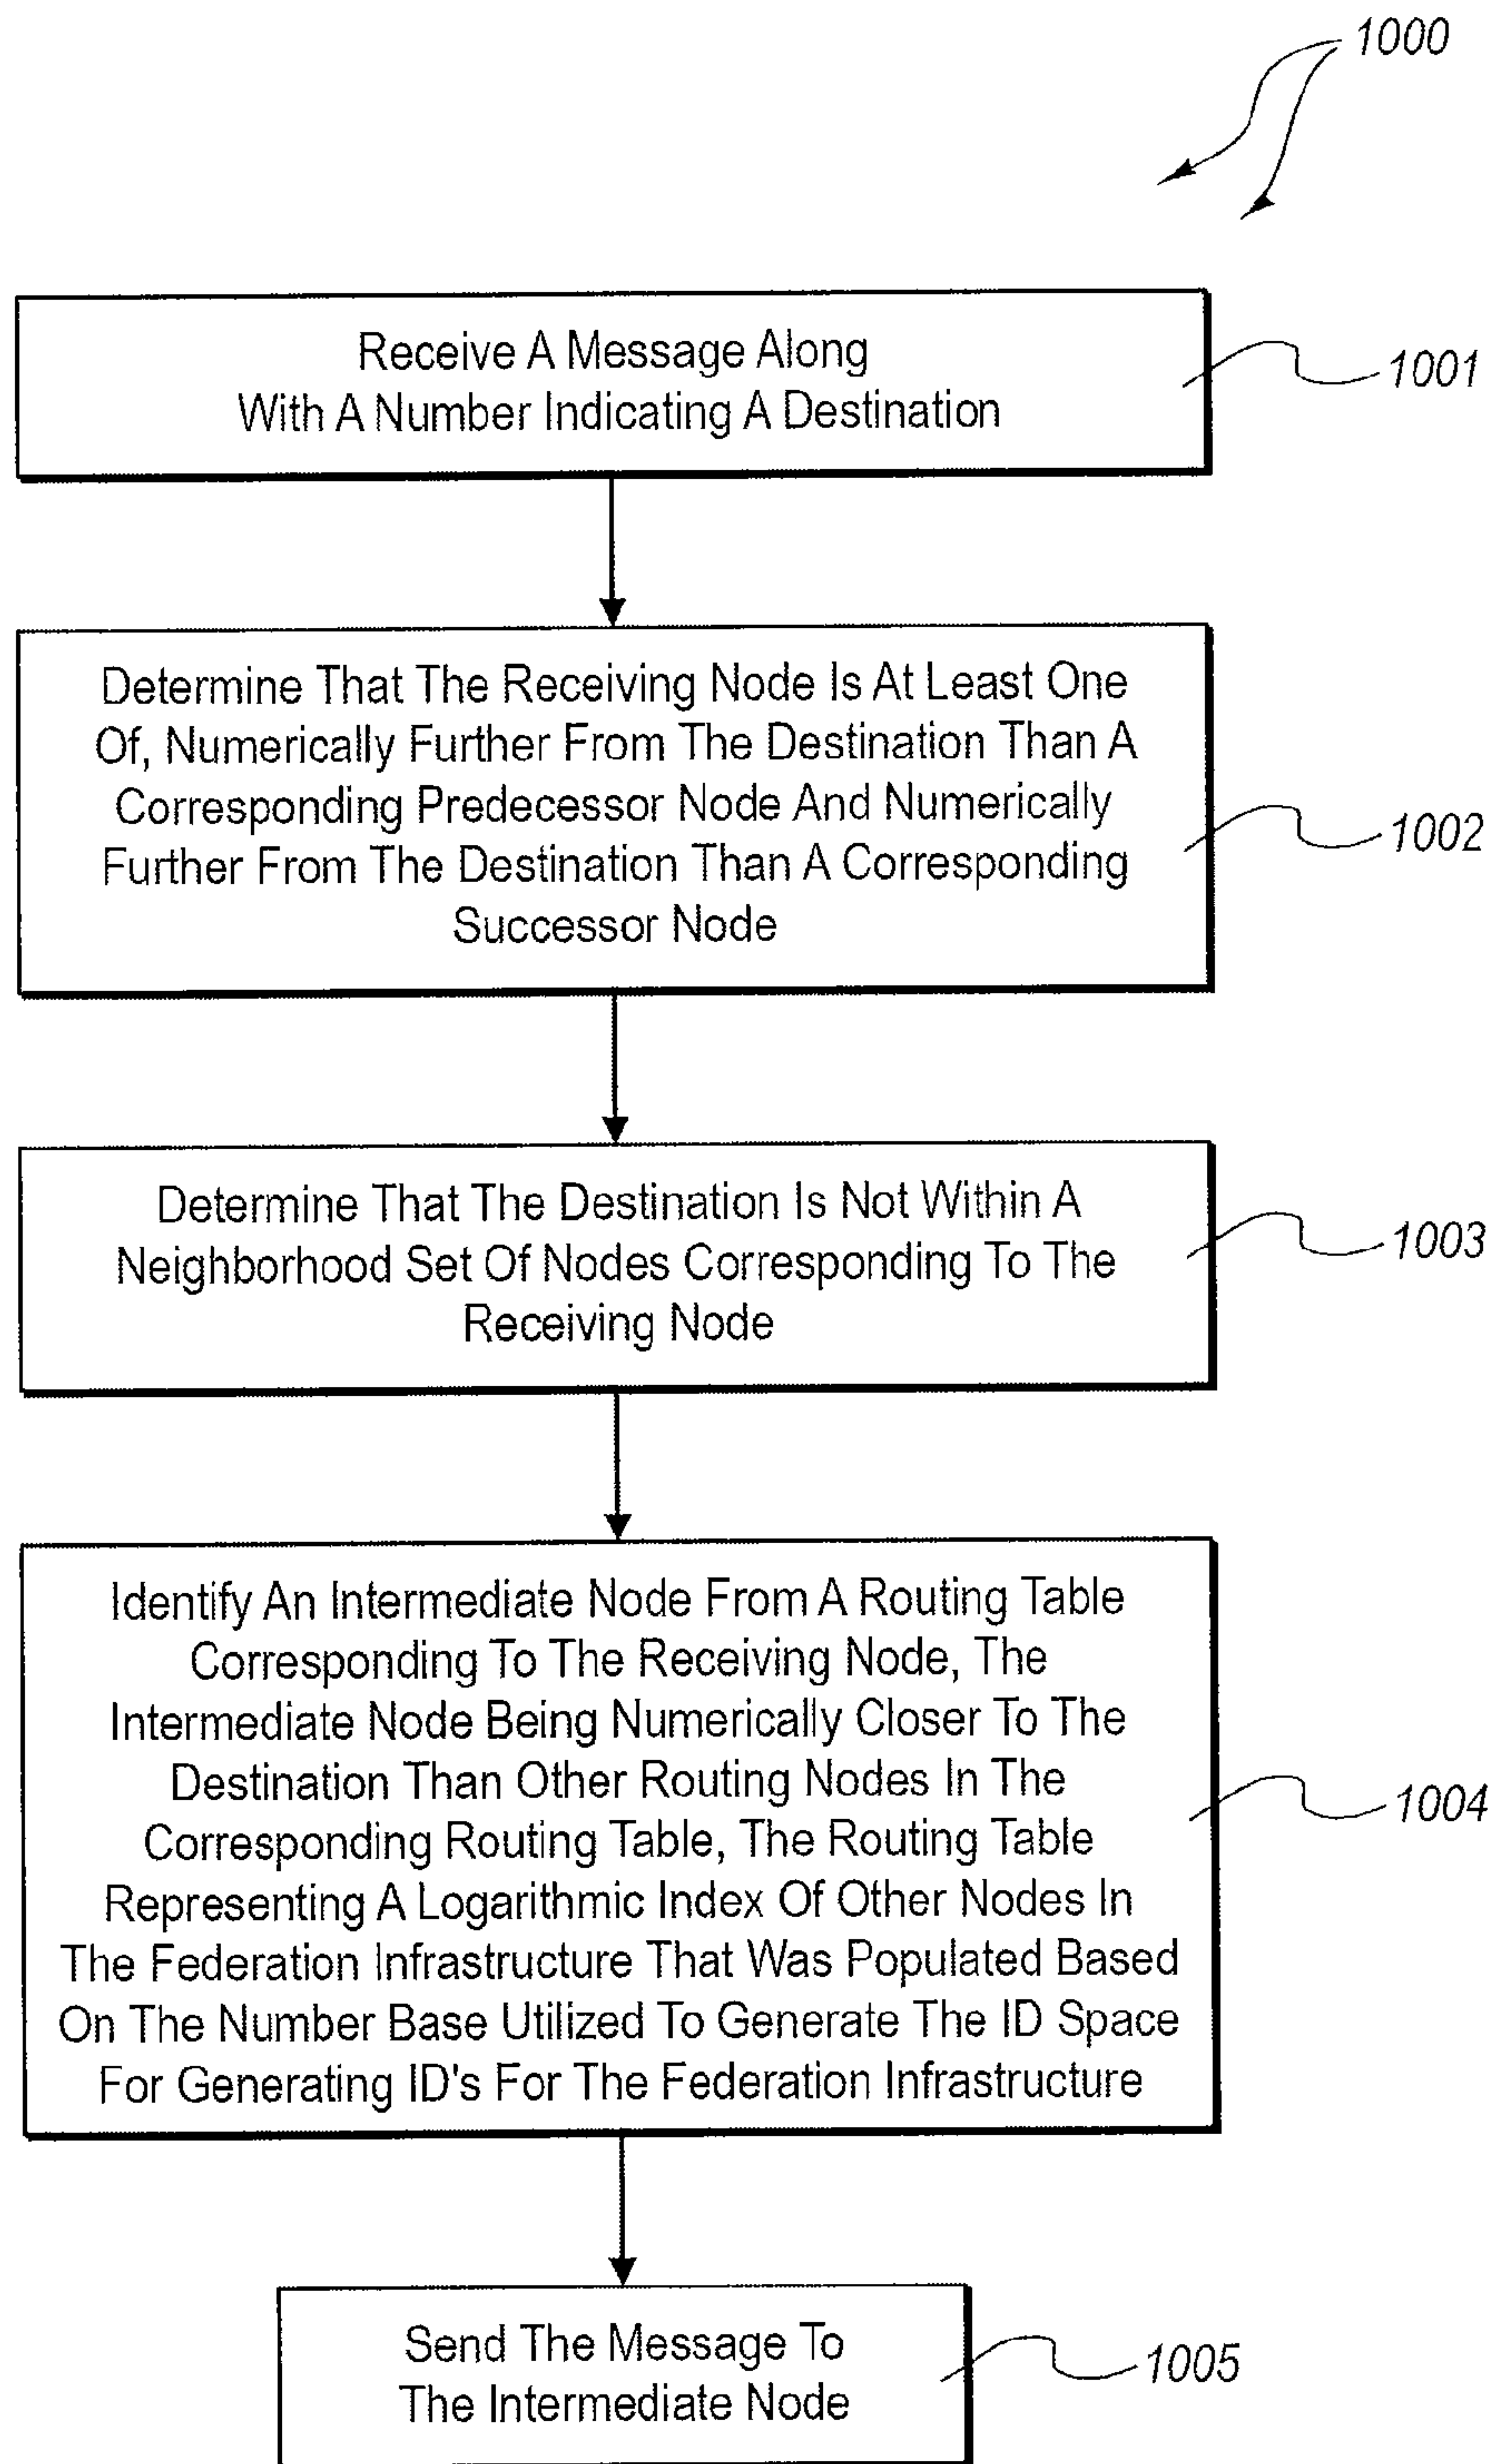 1000
Receive A Message Along
With A Number Indicating A Destination
1001
Determine That The Receiving Node Is At Least One
Of, Numerically Further From The Destination Than A
Corresponding Predecessor Node And Numerically
Further From The Destination Than A Corresponding
Successor Node
1002
Determine That The Destination Is Not Within A
Neighborhood Set Of Nodes Corresponding To The
Receiving Node
1003
Identify An Intermediate Node From A Routing Table
Corresponding To The Receiving Node, The
Intermediate Node Being Numerically Closer To The
Destination Than Other Routing Nodes In The
Corresponding Routing Table, The Routing Table
Representing A Logarithmic Index Of Other Nodes In
The Federation Infrastructure That Was Populated Based
On The Number Base Utilized To Generate The ID Space
For Generating ID's For The Federation Infrastructure
1004
Send The Message To
The Intermediate Node
1005